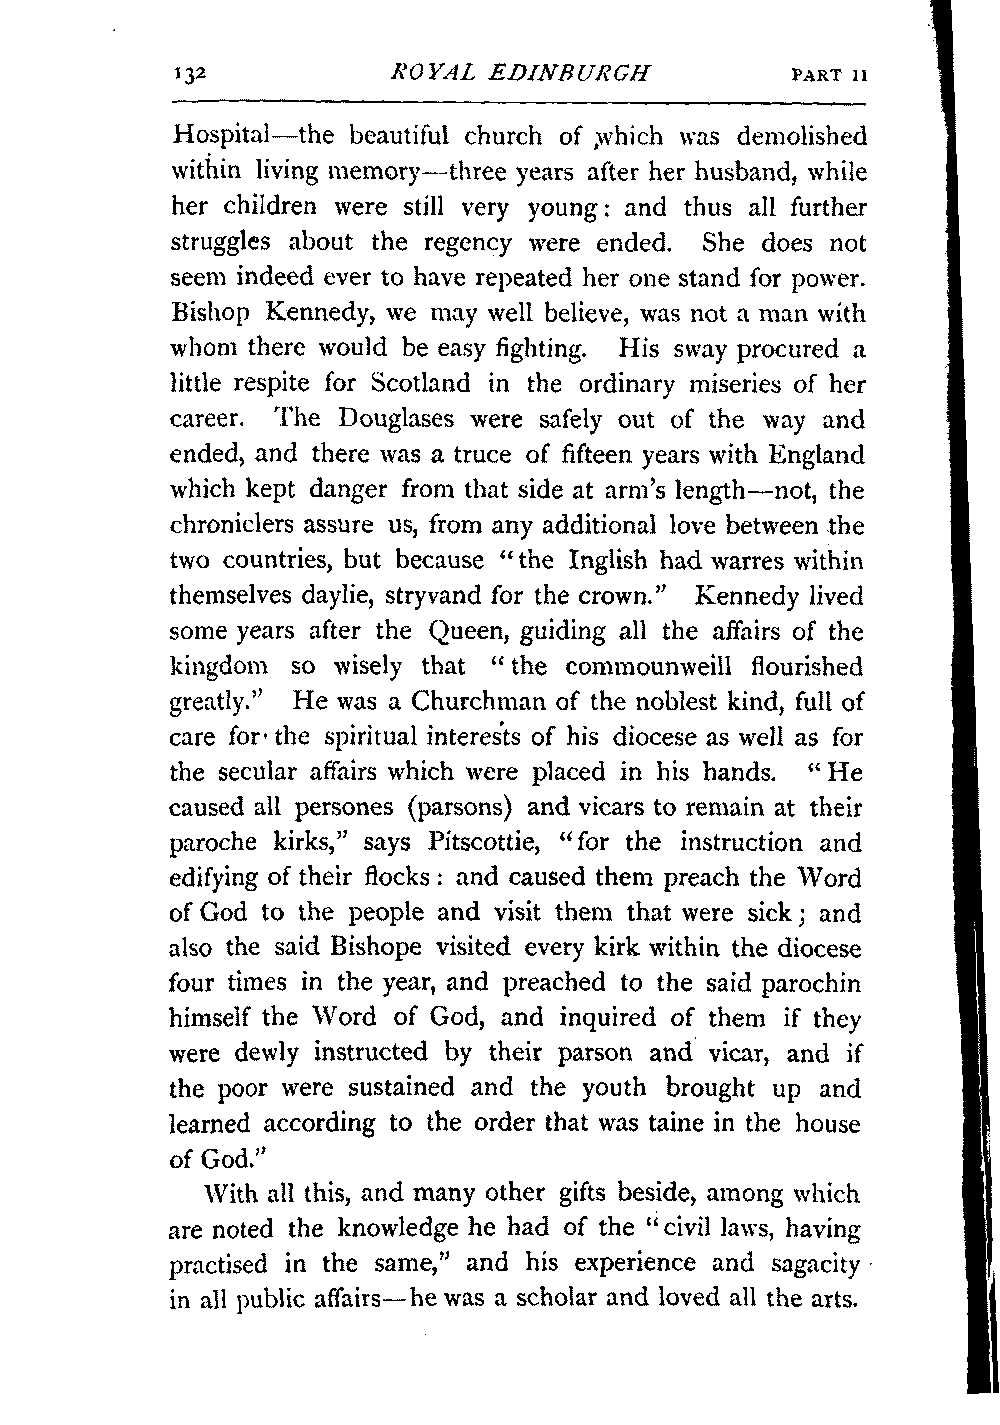 132 ROYAL EDINBURGH PART II
Hospital—the beautiful church of which was demolished
within living memory—three years after her husband, while
her children were still very young: and thus all further
struggles about the regency were ended. She does not
seem indeed ever to have repeated her one stand for power.
Bishop Kennedy, we may well believe, was not a man with
whom there would be easy fighting. His sway procured a
little respite for Scotland in the ordinary miseries of her
career. The Douglases were safely out of the way and
ended, and there was a truce of fifteen years with England
which kept danger from that side at arm's length—not, the
chroniclers assure us, from any additional love between the
two countries, but because "the Inglish had warres within
themselves daylie, stryvand for the crown." Kennedy lived
some years after the Queen, guiding all the affairs of the
kingdom so wisely that "the commounweill flourished
greatly." He was a Churchman of the noblest kind, full of
care for the spiritual interests of his diocese as well as for
the secular affairs which were placed in his hands. "He
caused all persones (parsons) and vicars to remain at their
paroche kirks," says Pitscottie, "for the instruction and
edifying of their flocks: and caused them preach the Word
of God to the people and visit them that were sick; and
also the said Bishope visited every kirk within the diocese
four times in the year, and preached to the said parochin
himself the Word of God, and inquired of them if they
were dewly instructed by their parson and vicar, and if
the poor were sustained and the youth brought up and
learned according to the order that was taine in the house
of God."
With all this, and many other gifts beside, among which
are noted the knowledge he had of the "civil laws, having
practised in the same," and his experience and sagacity
in all public affairs—he was a scholar and loved all the arts.